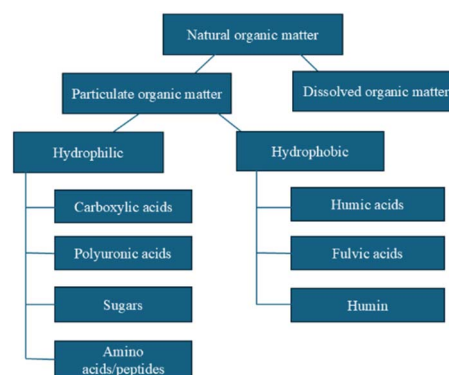 Natural organic matter
Particulate organic matter
Dissolved organic matter
Hydrophilic
Hydrophobic
Carboxylic acids
Humic acids
Polyuronic acids
Fulvic acids
Sugars
Humin
Amino
acids/peptides